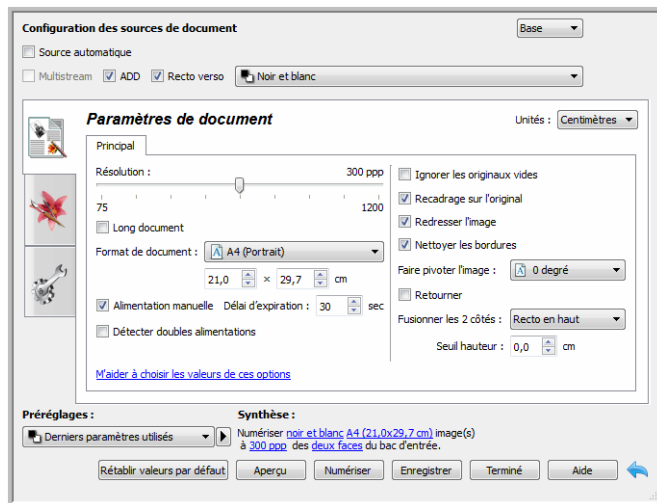 Configuration des sources de document
Base
Source automatique
Multistream ADD Recto verso Noir et blanc
Paramètres de document
Unités : Centimètres
Principal
Résolution : 300 ppp
75 1200
Long document
Format de document : A4 (Portrait)
21,0 × 29,7 cm
Alimentation manuelle Délai d'expiration : 30 sec
Détecter doubles alimentations
M'aider à choisir les valeurs de ces options
Ignorer les originaux vides
Recadrage sur l'original
Redresser l'image
Nettoyer les bordures
Faire pivoter l'image : 0 degré
Retourner
Fusionner les 2 côtés : Recto en haut
Seuil hauteur : 0,0 cm
Préréglages :
Derniers paramètres utilisés
Synthèse :
Numériser noir et blanc A4 (21,0x29,7 cm) image(s)
à 300 ppp des deux faces du bac d'entrée.
Rétablir valeurs par défaut Aperçu Numériser Enregistrer Terminé Aide